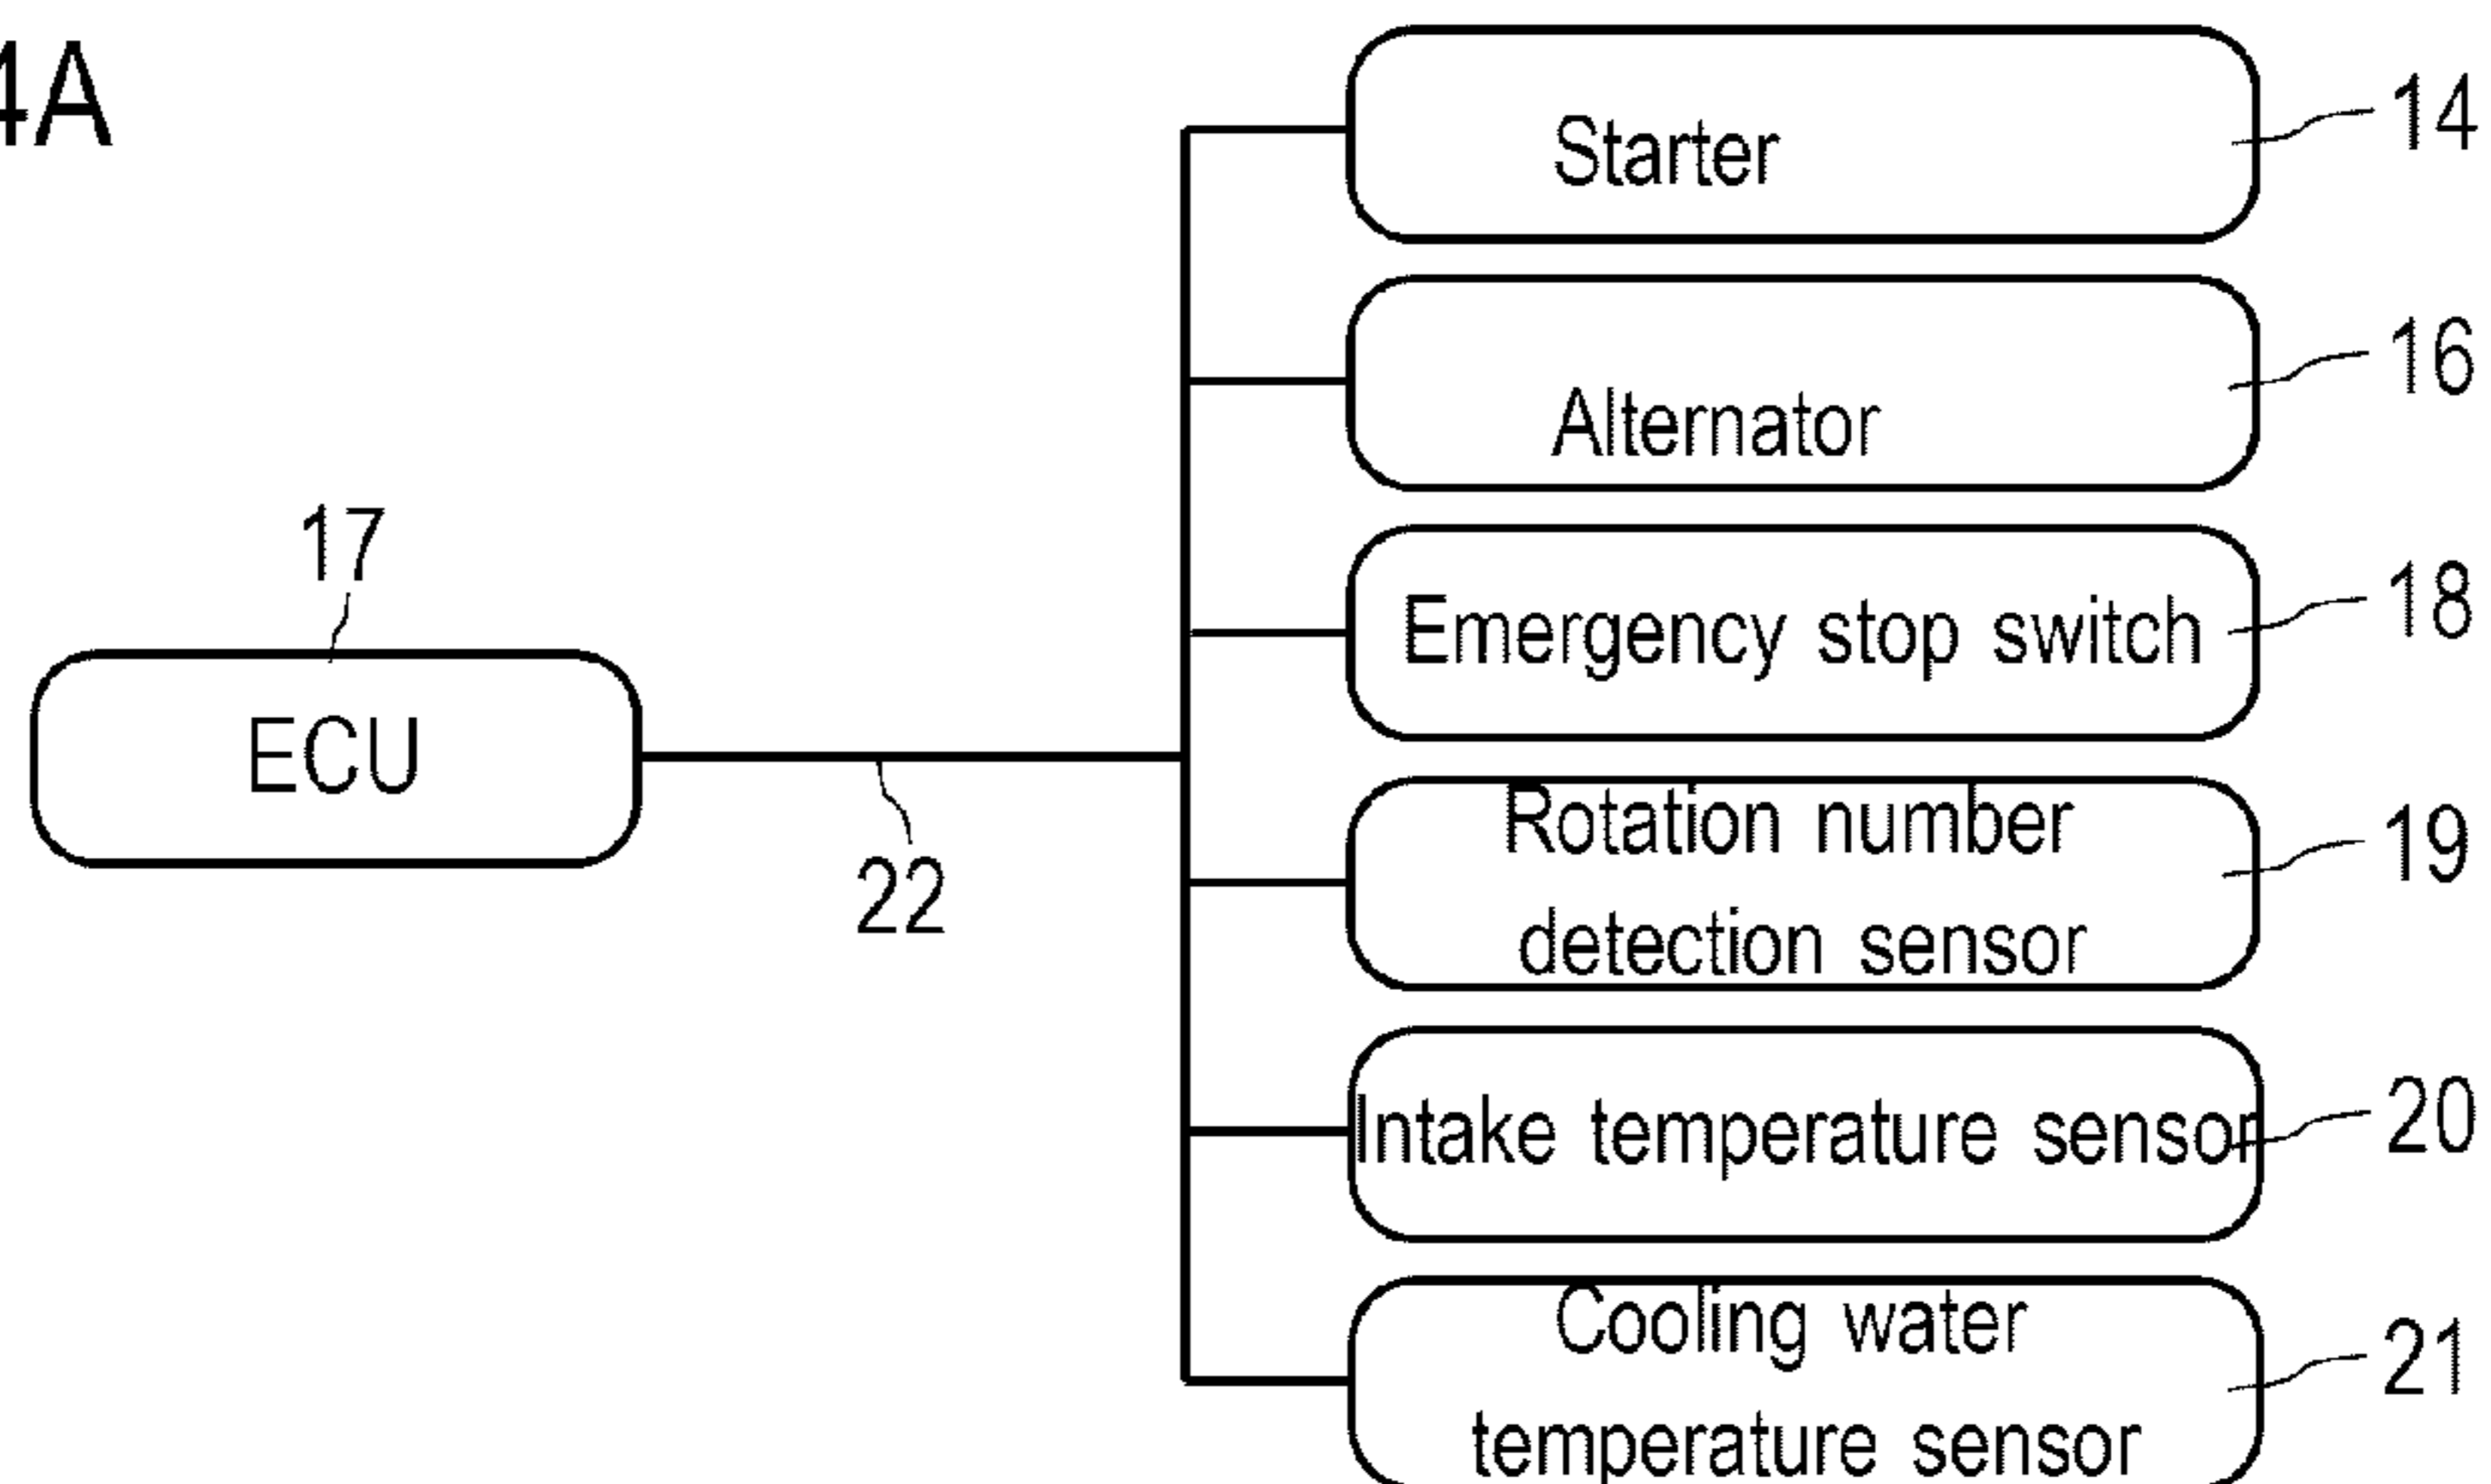 4A
Starter
14
Alternator
16
17
Emergency stop switch
18
ECU
Rotation number
detection sensor
19
22
Intake temperature sensor
20
Cooling water
temperature sensor
21